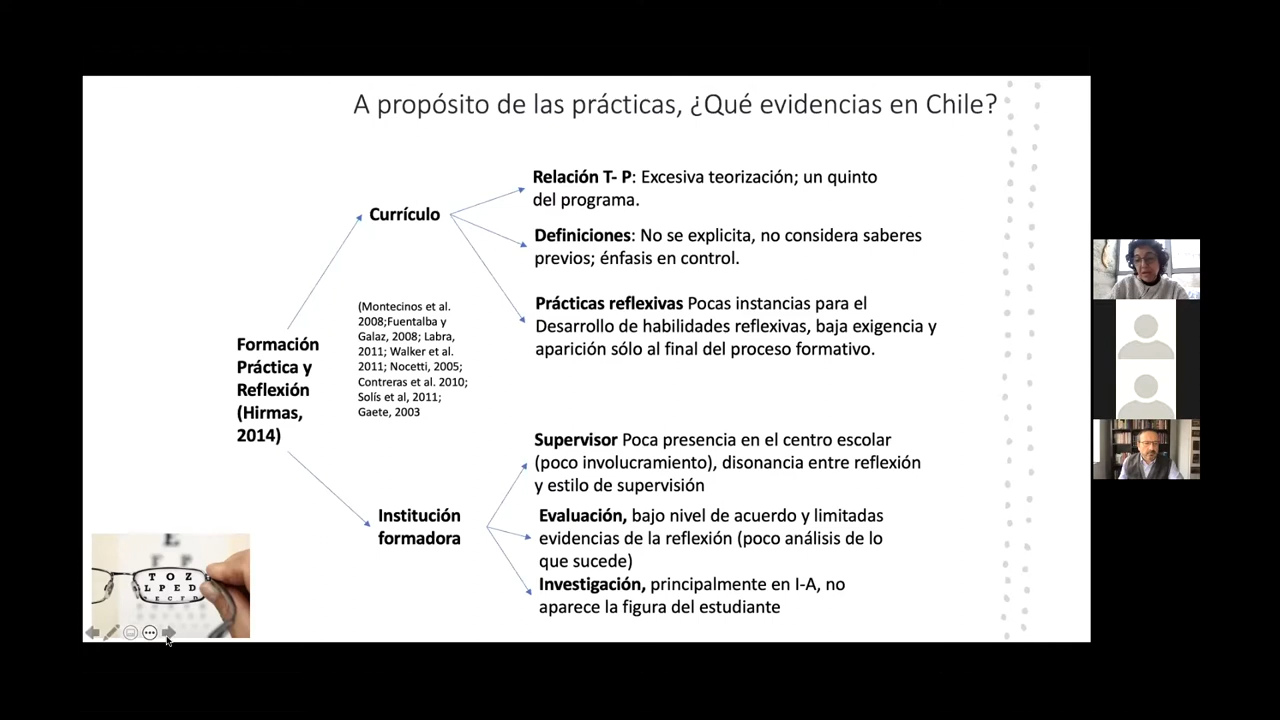 A propósito de las prácticas, ¿Qué evidencias en Chile?
Formación
Práctica y
Reflexión
(Hirmas,
2014)
Currículo
(Montecinos et al.
2008;Fuentalba y
Galaz, 2008; Labra,
2011; Walker et al.
2011; Nocetti, 2005;
Contreras et al. 2010;
Solís et al, 2011;
Gaete, 2003
Relación T- P: Excesiva teorización; un quinto
del programa.
Definiciones: No se explicita, no considera saberes
previos; énfasis en control.
Prácticas reflexivas Pocas instancias para el
Desarrollo de habilidades reflexivas, baja exigencia y
aparición sólo al final del proceso formativo.
Institución
formadora
Supervisor Poca presencia en el centro escolar
(poco involucramiento), disonancia entre reflexión
y estilo de supervisión
Evaluación, bajo nivel de acuerdo y limitadas
evidencias de la reflexión (poco análisis de lo
que sucede)
Investigación, principalmente en I-A, no
aparece la figura del estudiante
T O Z
L P E D
E C F D